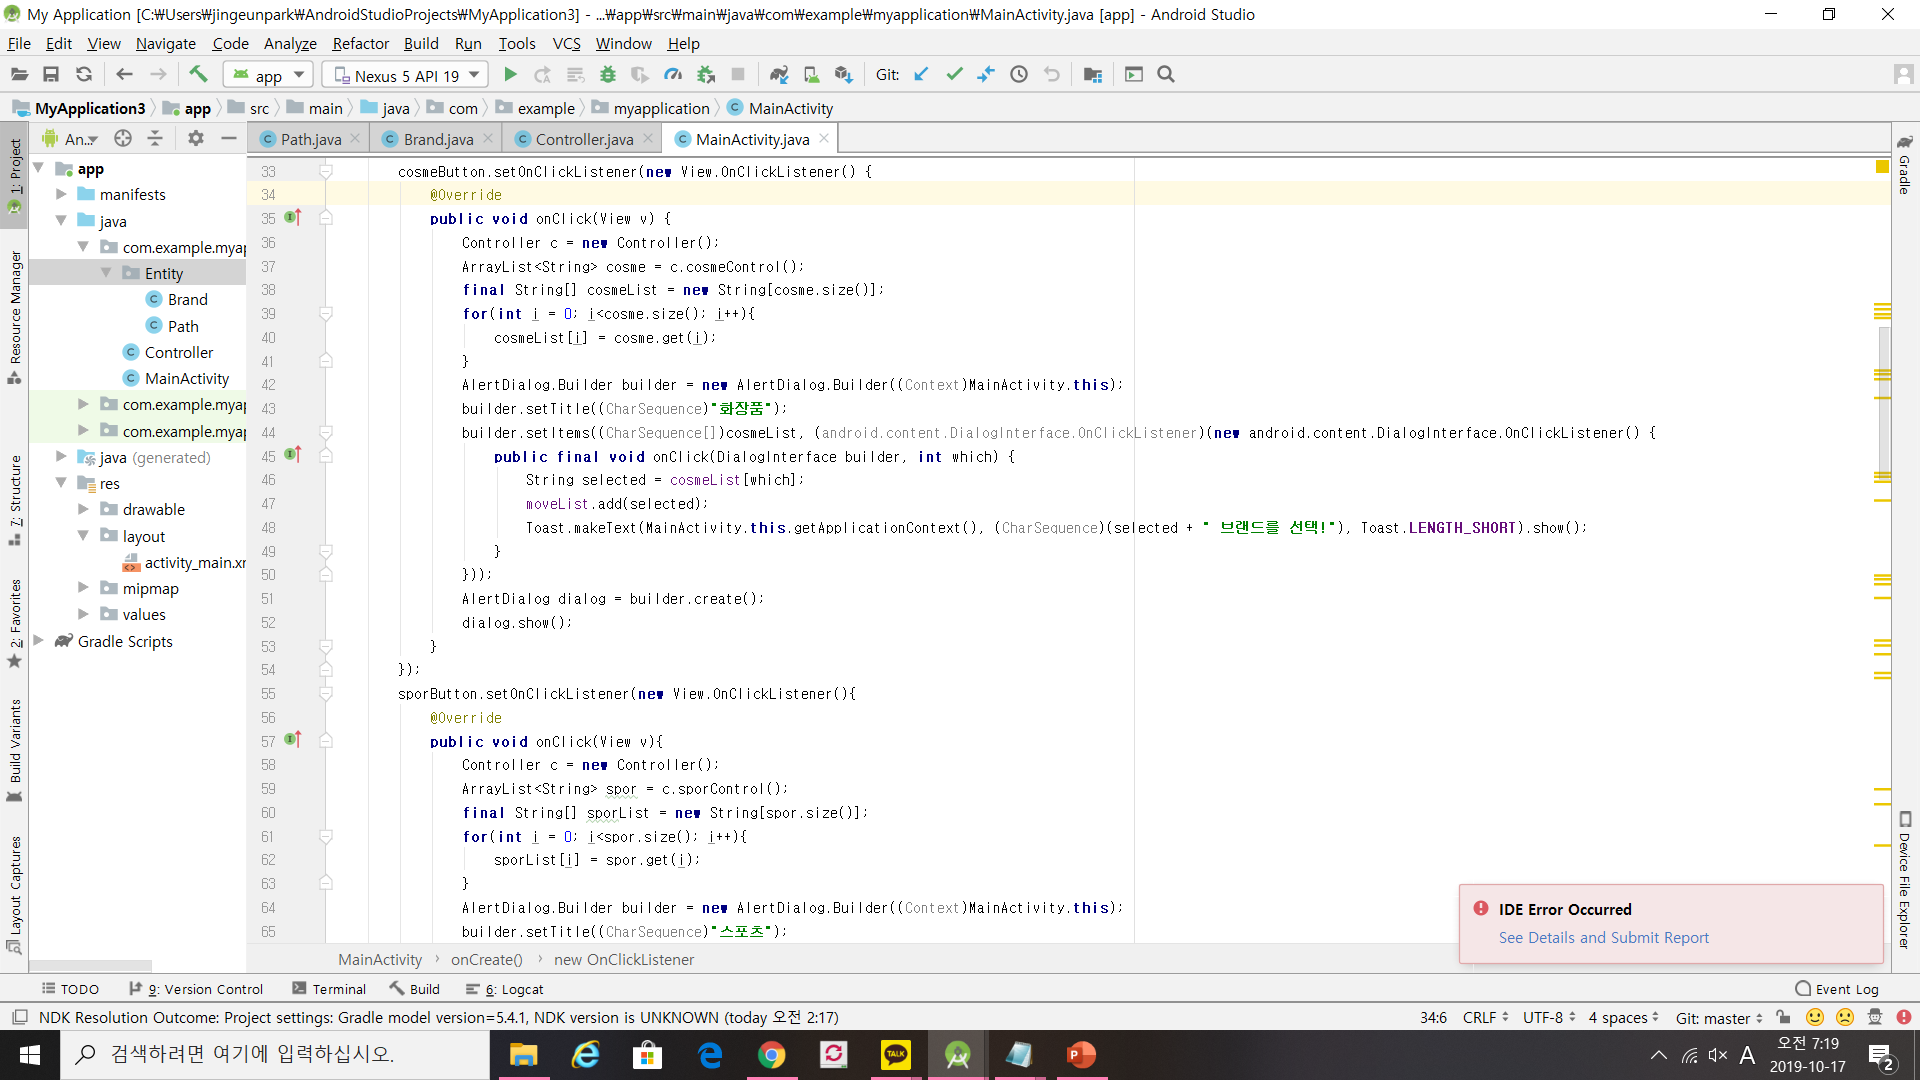 My Application [C:₩Users₩jingeunpark₩AndroidStudioProjects₩MyApplication3] - ...₩app₩src₩main₩java₩com₩example₩myapplication₩MainActivity.java [app] - Android Studio
File Edit View Navigate Code Analyze Refactor Build Run Tools VCS Window Help
app Nexus 5 API 19 Git:
MyApplication3 app src main java com example myapplication MainActivity
An... Path.java Brand.java Controller.java MainActivity.java
1: Project
Resource Manager
7: Structure
2: Favorites
Build Variants
Layout Captures
app
manifests
java
com.example.myap
Entity
Brand
Path
Controller
MainActivity
com.example.myap
com.example.myap
java (generated)
res
drawable
layout
activity_main.xr
mipmap
values
Gradle Scripts
33 cosmeButton.setOnClickListener(new View.OnClickListener() {
34 @Override
35 public void onClick(View v) {
36 Controller c = new Controller();
37 ArrayList<String> cosme = c.cosmeControl();
38 final String[] cosmeList = new String[cosme.size()];
39 for(int i = 0; i<cosme.size(); i++){
40 cosmeList[i] = cosme.get(i);
41 }
42 AlertDialog.Builder builder = new AlertDialog.Builder((Context)MainActivity.this);
43 builder.setTitle((CharSequence)"화장품");
44 builder.setItems((CharSequence[])cosmeList, (android.content.DialogInterface.OnClickListener)(new android.content.DialogInterface.OnClickListener() {
45 public final void onClick(DialogInterface builder, int which) {
46 String selected = cosmeList[which];
47 moveList.add(selected);
48 Toast.makeText(MainActivity.this.getApplicationContext(), (CharSequence)(selected + " 브랜드를 선택!"), Toast.LENGTH_SHORT).show();
49 }
50 }));
51 AlertDialog dialog = builder.create();
52 dialog.show();
53 }
54 });
55 sporButton.setOnClickListener(new View.OnClickListener(){
56 @Override
57 public void onClick(View v){
58 Controller c = new Controller();
59 ArrayList<String> spor = c.sporControl();
60 final String[] sporList = new String[spor.size()];
61 for(int i = 0; i<spor.size(); i++){
62 sporList[i] = spor.get(i);
63 }
64 AlertDialog.Builder builder = new AlertDialog.Builder((Context)MainActivity.this);
65 builder.setTitle((CharSequence)"스포츠");
Gradle
Device File Explorer
IDE Error Occurred
See Details and Submit Report
MainActivity › onCreate() › new OnClickListener
TODO 9: Version Control Terminal Build 6: Logcat Event Log
NDK Resolution Outcome: Project settings: Gradle model version=5.4.1, NDK version is UNKNOWN (today 오전 2:17) 34:6 CRLF UTF-8 4 spaces Git: master
검색하려면 여기에 입력하십시오.
TALK
A
오전 7:19
2019-10-17
2